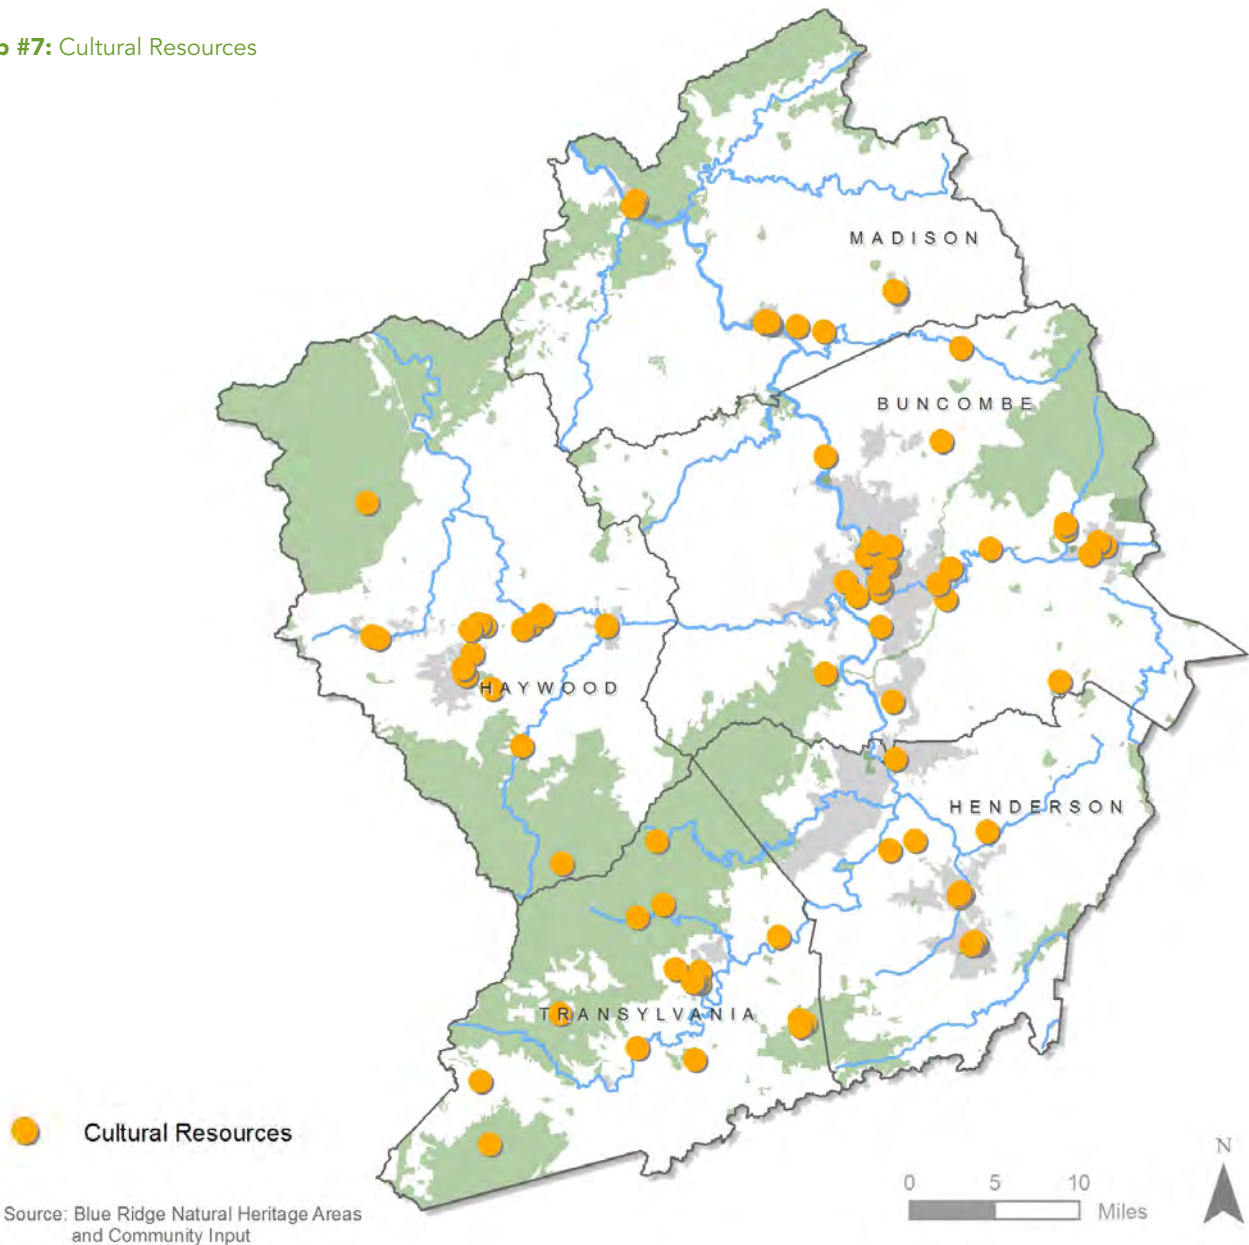 #7: Cultural Resources
MADISON
BUNCOMBE
HAYWOOD
HENDERSON
TRANSYLVANIA
Cultural Resources
N
0 5 10
Miles
Source: Blue Ridge Natural Heritage Areas
and Community Input